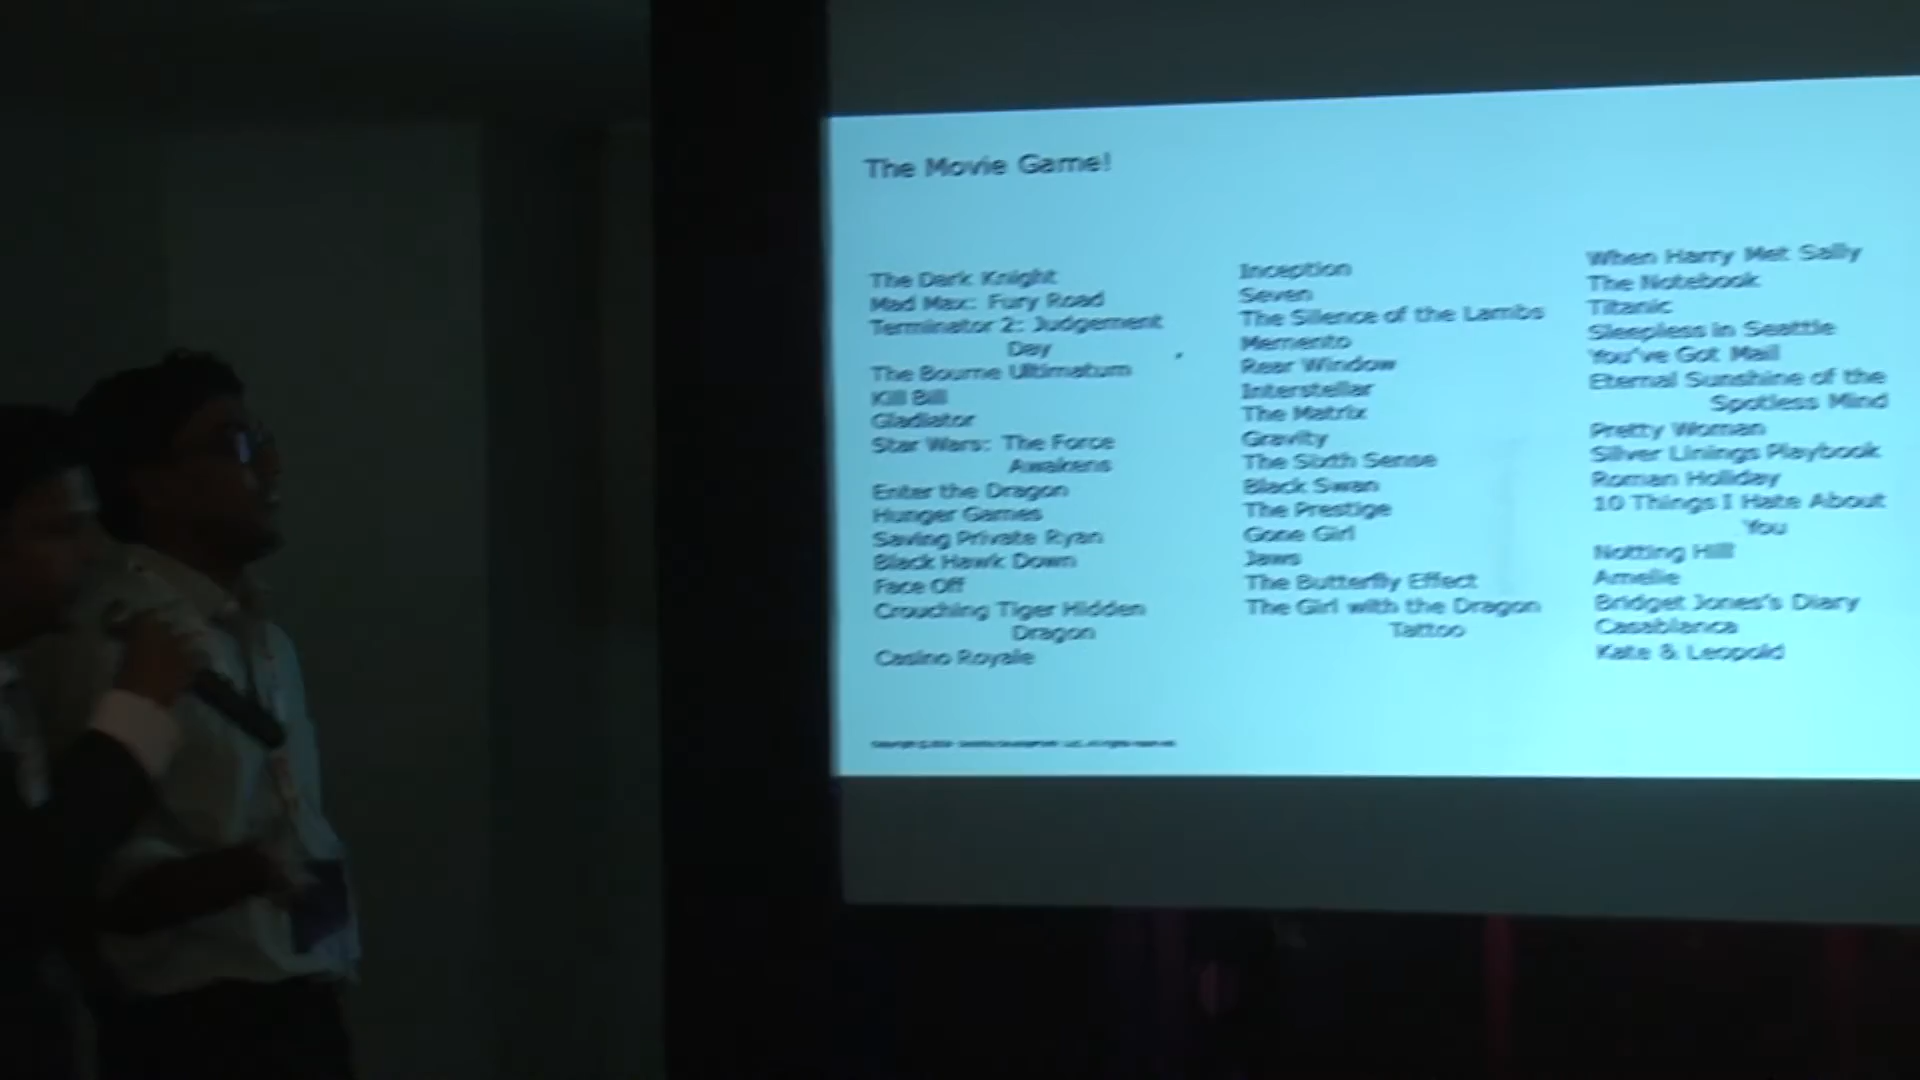 The Movie Game!
The Dark Knight
Mad Max: Fury Road
Terminator 2: Judgement
Day
The Bourne Ultimatum
Kill Bill
Gladiator
Star Wars: The Force
Awakens
Enter the Dragon
Hunger Games
Saving Private Ryan
Black Hawk Down
Face Off
Crouching Tiger Hidden
Dragon
Casino Royale
Inception
Seven
The Silence of the Lambs
Memento
Rear Window
Interstellar
The Matrix
Gravity
The Sixth Sense
Black Swan
The Prestige
Gone Girl
Jaws
The Butterfly Effect
The Girl with the Dragon
Tattoo
When Harry Met Sally
The Notebook
Titanic
Sleepless in Seattle
You've Got Mail
Eternal Sunshine of the
Spotless Mind
Pretty Woman
Silver Linings Playbook
Roman Holliday
10 Things I Hate About
You
Notting Hill
Amelie
Bridget Jones's Diary
Casablanca
Kate & Leopold